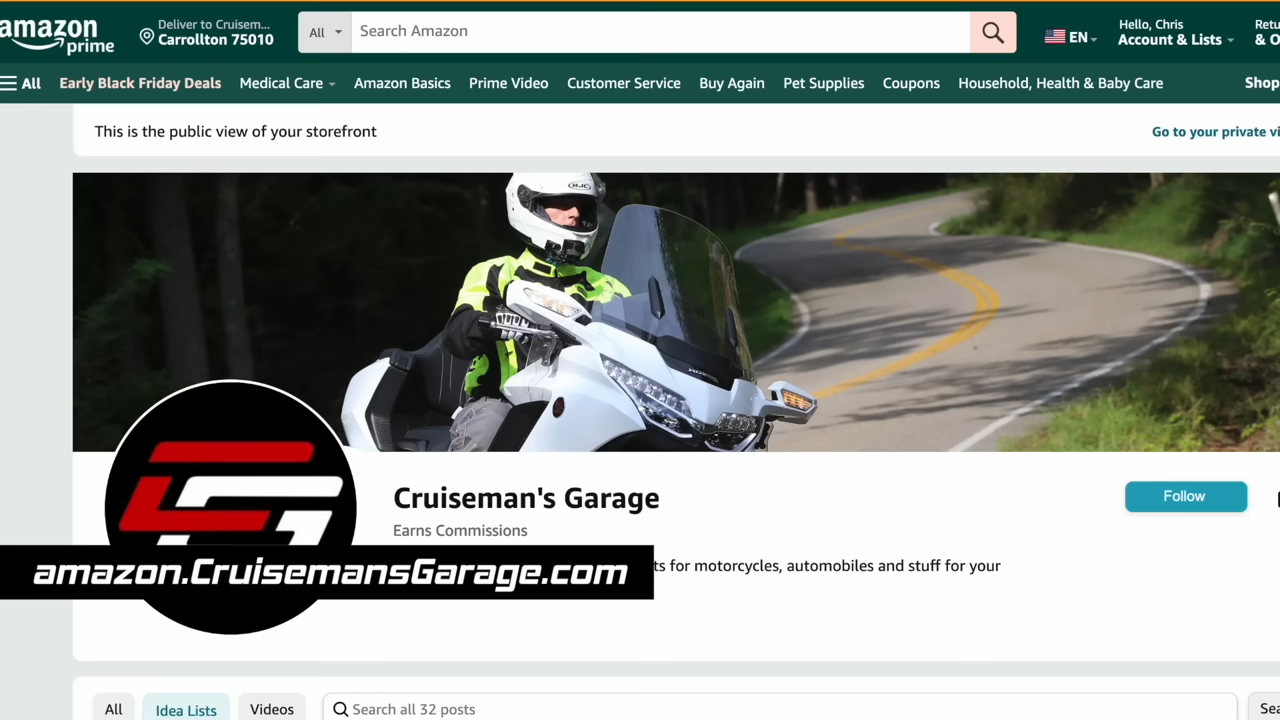 amazon prime
Deliver to Cruisem...
Carrollton 75010
All
Search Amazon
EN
Hello, Chris
Account & Lists
& O
All
Early Black Friday Deals
Medical Care
Amazon Basics
Prime Video
Customer Service
Buy Again
Pet Supplies
Coupons
Household, Health & Baby Care
Shop
This is the public view of your storefront
Go to your private vi
NJC
HONDA
Cruiseman's Garage
Follow
Earns Commissions
ts for motorcycles, automobiles and stuff for your
amazon.CruisemansGarage.com
All
Idea Lists
Videos
Search all 32 posts